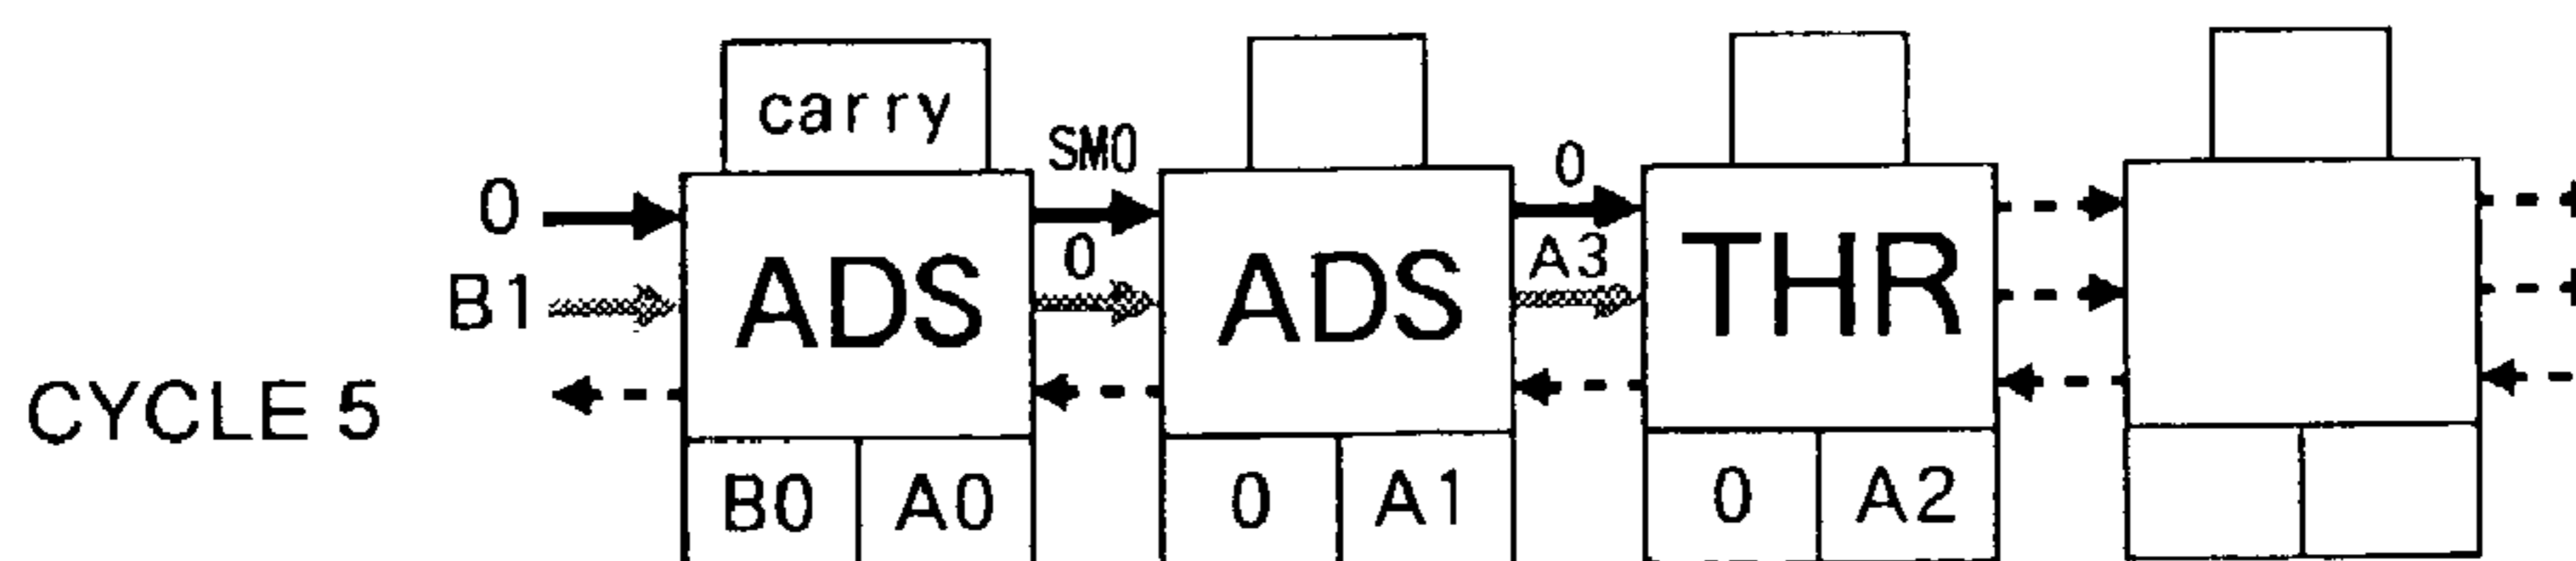 carry
SM0 0
0
B1 ADS 0 ADS A3 THR
CYCLE 5
B0 A0 0 A1 0 A2